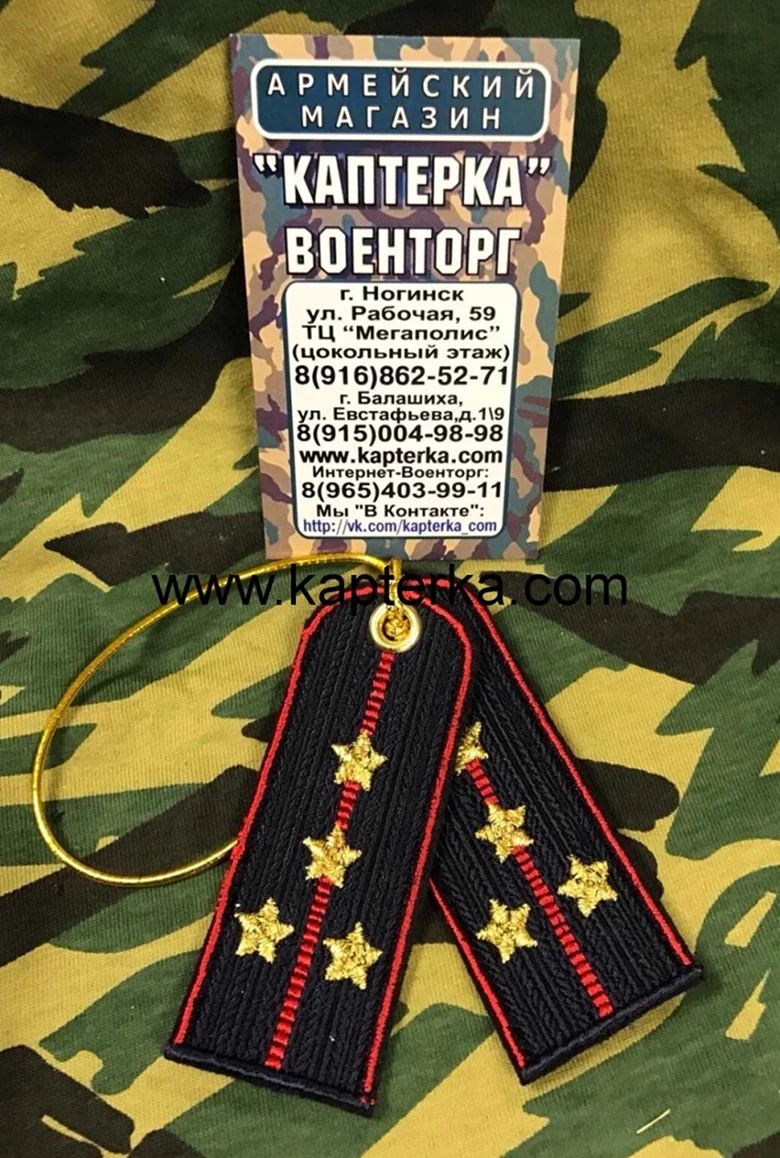 АРМЕЙСКИЙ
МАГАЗИН
"КАПТЕРКА"
ВОЕНТОРГ
г. Ногинск
ул. Рабочая, 59
ТЦ "Мегаполис"
(цокольный этаж)
8(916)862-52-71
г. Балашиха,
ул. Евстафьева,д.1\9
8(915)004-98-98
www.kapterka.com
Интернет-Военторг:
8(965)403-99-11
Мы "В Контакте":
http://vk.com/kapterka_com
www.kapterka.com